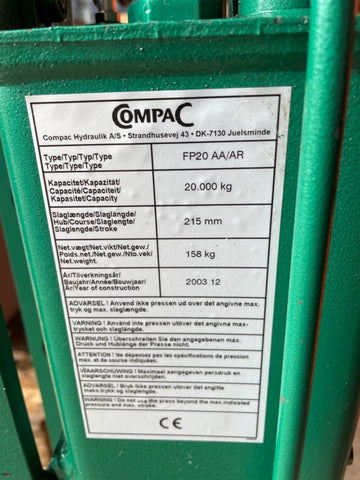 COMPAC
Compac Hydraulik A/S • Strandhusevej 43 • DK-7130 Juelsminde
Type/Typ/Typ/Type
Type/Type/Type
FP20 AA/AR
Kapacitet/Kapazität/
Capacité/Capaciteit/
Kapasitet/Capacity
20.000 kg
Slaglængde/Slaglängde/
Hub/Course/Slaglengte/
Slaglengde/Stroke
215 mm
Net.vægt/Net.vikt/Net.gew./
Poids.net./Net.gew./Nto.vek/
Net.weight.
158 kg
År/Tilverkningsår/
Baujahr/Année/Bouwjaar/
År/Year of construction
2003 12
ADVARSEL ! Anvend ikke pressen ud over det angivne max.
tryk og max. slaglængde.
VARNING ! Använd inte pressen utöver det angivna max.
trycket och slaglängde.
WARNUNG ! Überschreiten Sie den angegebenen max.
Druck und Hublänge der Presse nicht.
ATTENTION ! Ne dépassez pas les spécifications de pression
et de course indiquées.
WAARSCHUWING! Maximaal aangegeven persdruk en
slaglengte niet overschrijden.
ADVARSEL ! Bruk ikke pressen ut over det angitte
maks.trykk og maks. slaglengde.
WARNING ! Do not use the press beyond the max.indicated
pressure and max. stroke.
CE